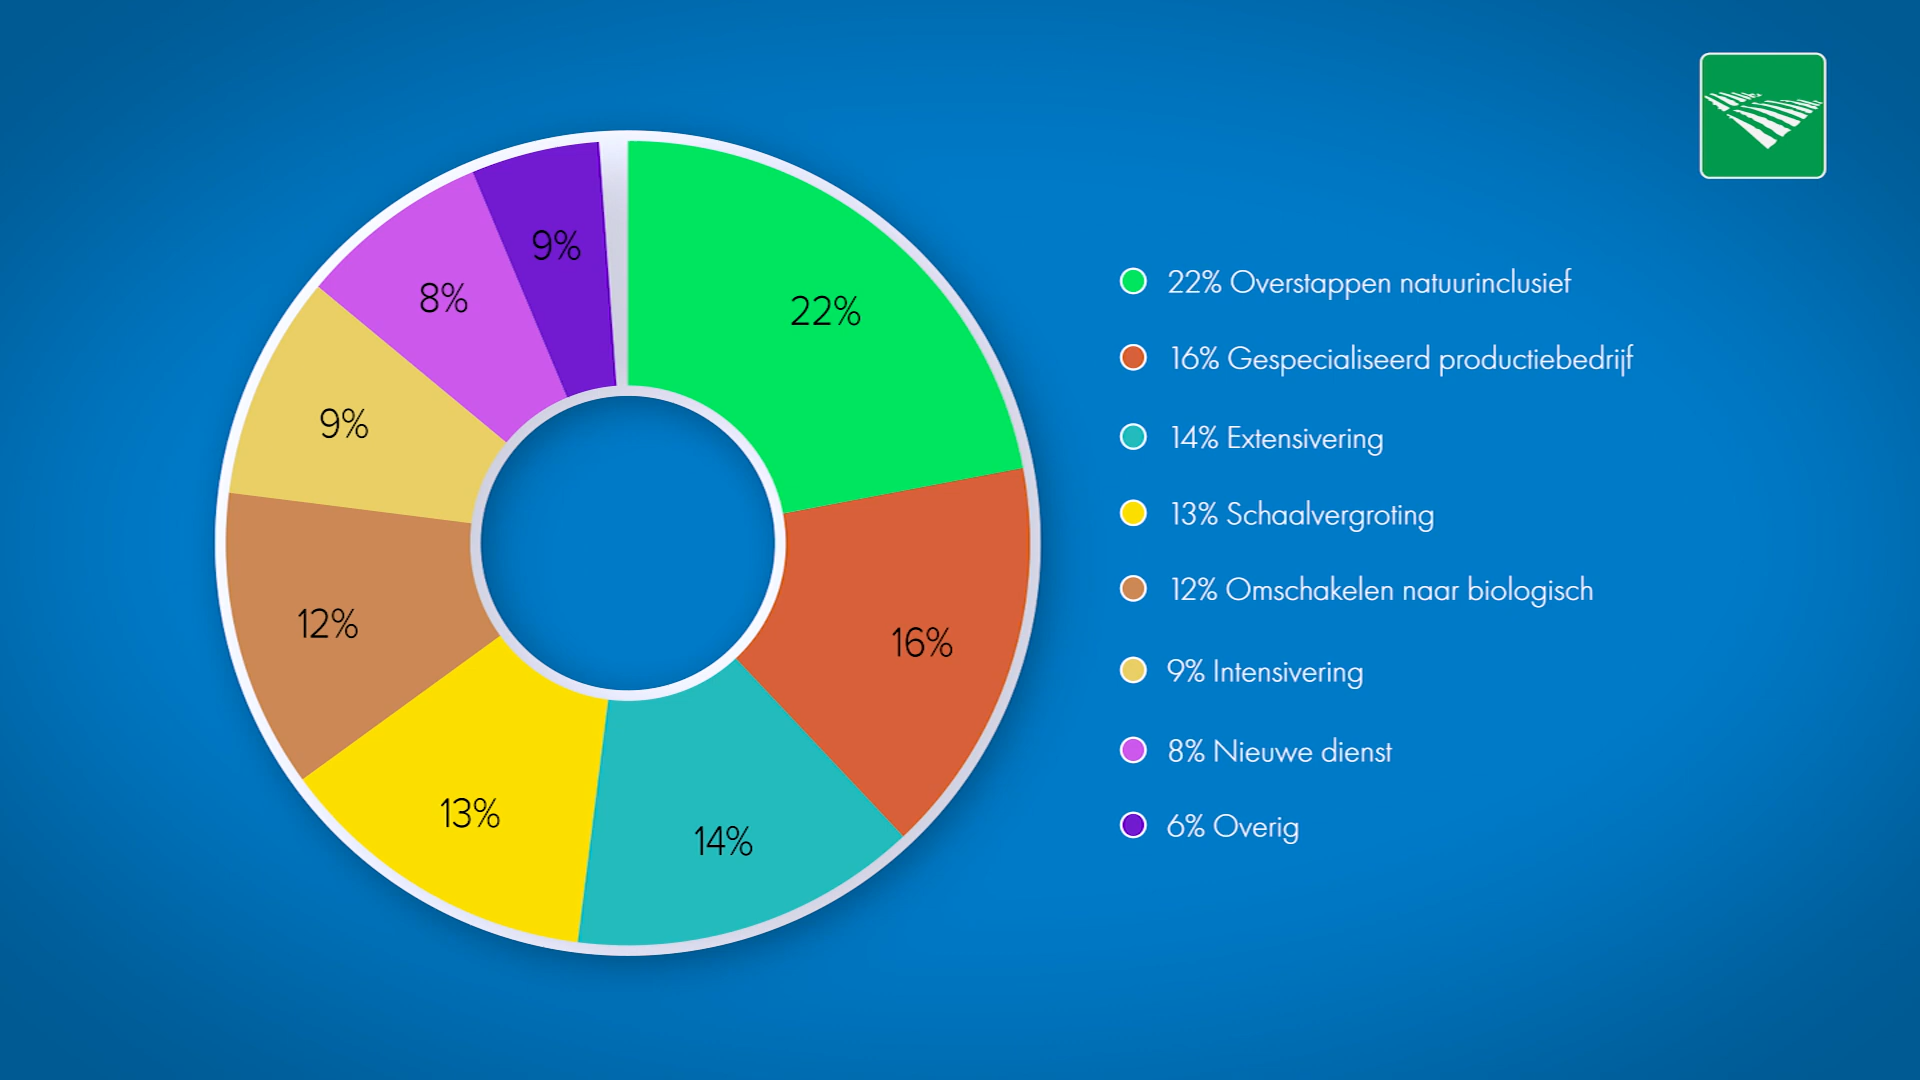 9%
22%
8%
9%
12%
16%
13%
14%
22% Overstappen natuurinclusief
16% Gespecialiseerd productiebedrijf
14% Extensivering
13% Schaalvergroting
12% Omschakelen naar biologisch
9% Intensivering
8% Nieuwe dienst
6% Overig